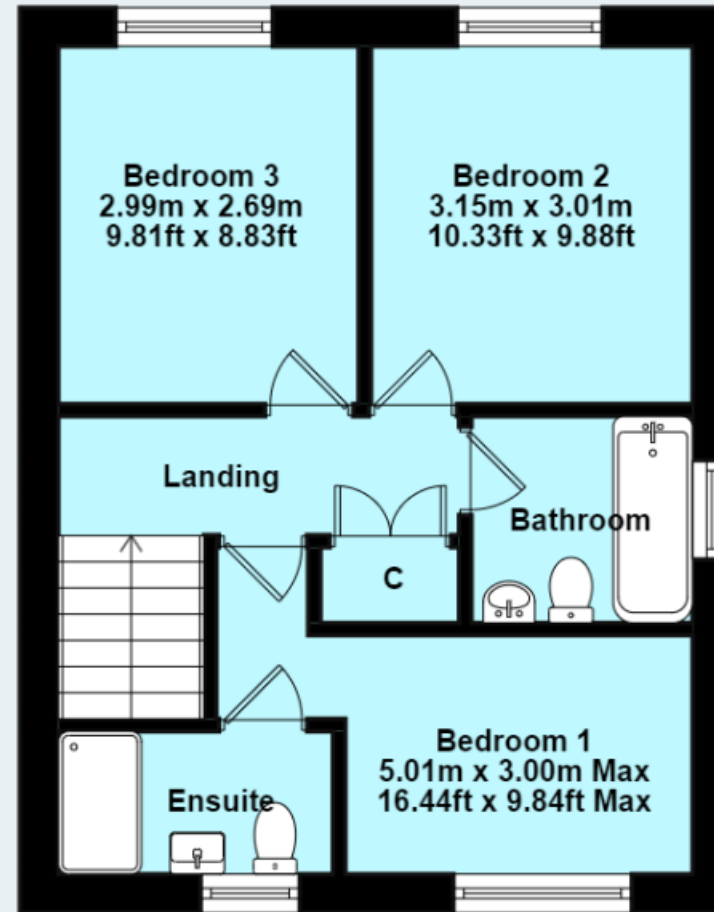 Bedroom 3
2.99m x 2.69m
9.81ft x 8.83ft
Bedroom 2
3.15m x 3.01m
10.33ft x 9.88ft
Landing
Bathroom
C
Bedroom 1
5.01m x 3.00m Max
16.44ft x 9.84ft Max
Ensuite